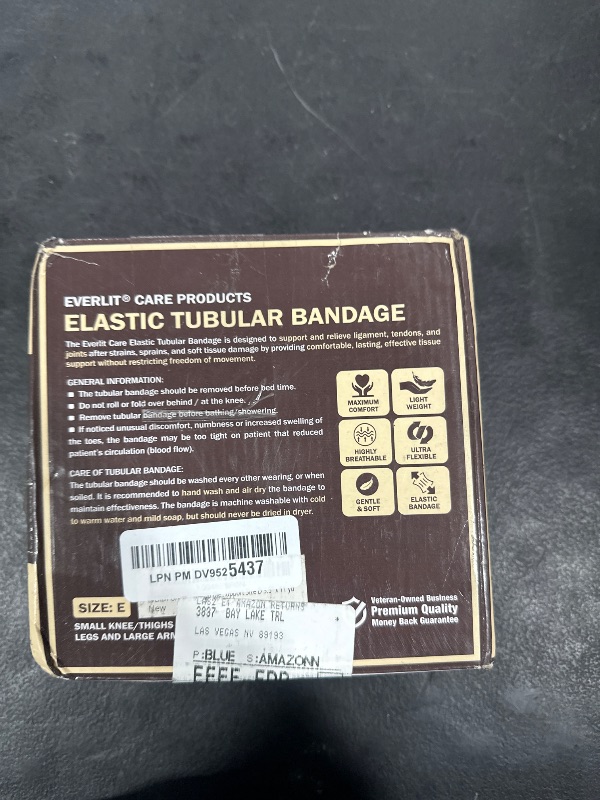 EVERLIT® CARE PRODUCTS
ELASTIC TUBULAR BANDAGE
The Everlit Care Elastic Tubular Bandage is designed to support and relieve ligament, tendons, and
joints after strains, sprains, and soft tissue damage by providing comfortable, lasting, effective tissue
support without restricting freedom of movement.
GENERAL INFORMATION:
■ The tubular bandage should be removed before bed time.
■ Do not roll or fold over behind / at the knee.
■ Remove tubular bandage before bathing/showering.
■ If noticed unusual discomfort, numbness or increased swelling of
the toes, the bandage may be too tight on patient that reduced
patient's circulation (blood flow).
CARE OF TUBULAR BANDAGE:
The tubular bandage should be washed every other wearing, or when
soiled. It is recommended to hand wash and air dry the bandage to
maintain effectiveness. The bandage is machine washable with cold
to warm water and mild soap, but should never be dried in dryer.
MAXIMUM
COMFORT
LIGHT
WEIGHT
HIGHLY
BREATHABLE
ULTRA
FLEXIBLE
GENTLE
& SOFT
ELASTIC
BANDAGE
LPN PM DV9525437
New
SIZE: E
SMALL KNEE/THIGHS
LEGS AND LARGE ARM
AMAZON RETURNS
3837 BAY LAKE TRL
LAS VEGAS NV 89193
P:BLUE S:AMAZONN
Veteran-Owned Business
Premium Quality
Money Back Guarantee